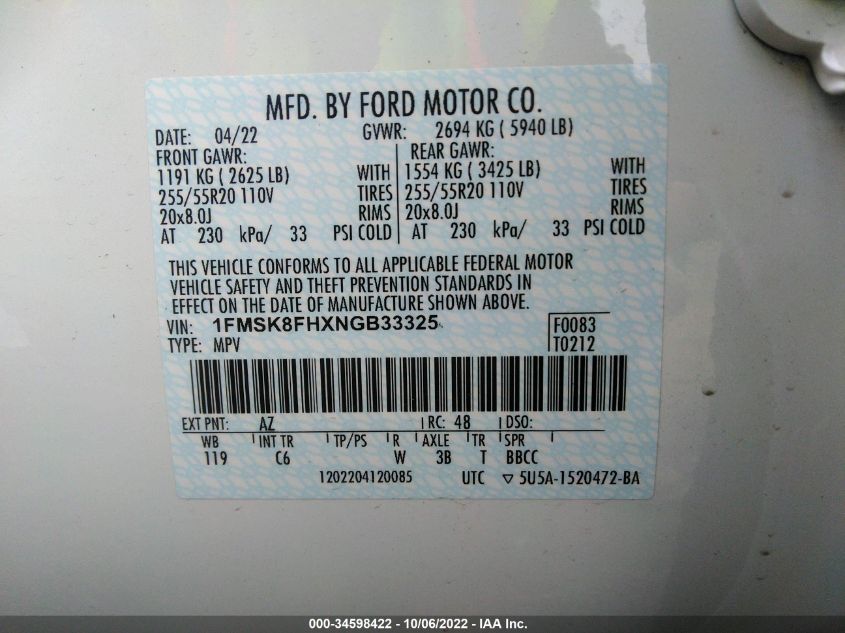 MFD. BY FORD MOTOR CO.
DATE: 04/22 GVWR: 2694 KG ( 5940 LB)
FRONT GAWR: REAR GAWR:
1191 KG ( 2625 LB) WITH 1554 KG ( 3425 LB) WITH
255/55R20 110V TIRES 255/55R20 110V TIRES
20x8.0J RIMS 20x8.0J RIMS
AT 230 kPa/ 33 PSI COLD AT 230 kPa/ 33 PSI COLD
THIS VEHICLE CONFORMS TO ALL APPLICABLE FEDERAL MOTOR
VEHICLE SAFETY AND THEFT PREVENTION STANDARDS IN
EFFECT ON THE DATE OF MANUFACTURE SHOWN ABOVE.
VIN: 1FMSK8FHXNGB33325 F0083
TYPE: MPV T0212
EXT PNT: AZ RC: 48 DSO:
WB INT TR TP/PS R AXLE TR SPR
119 C6 W 3B T BBCC
1202204120085 UTC ▽ 5U5A-1520472-BA
000-34598422 - 10/06/2022 - IAA Inc.